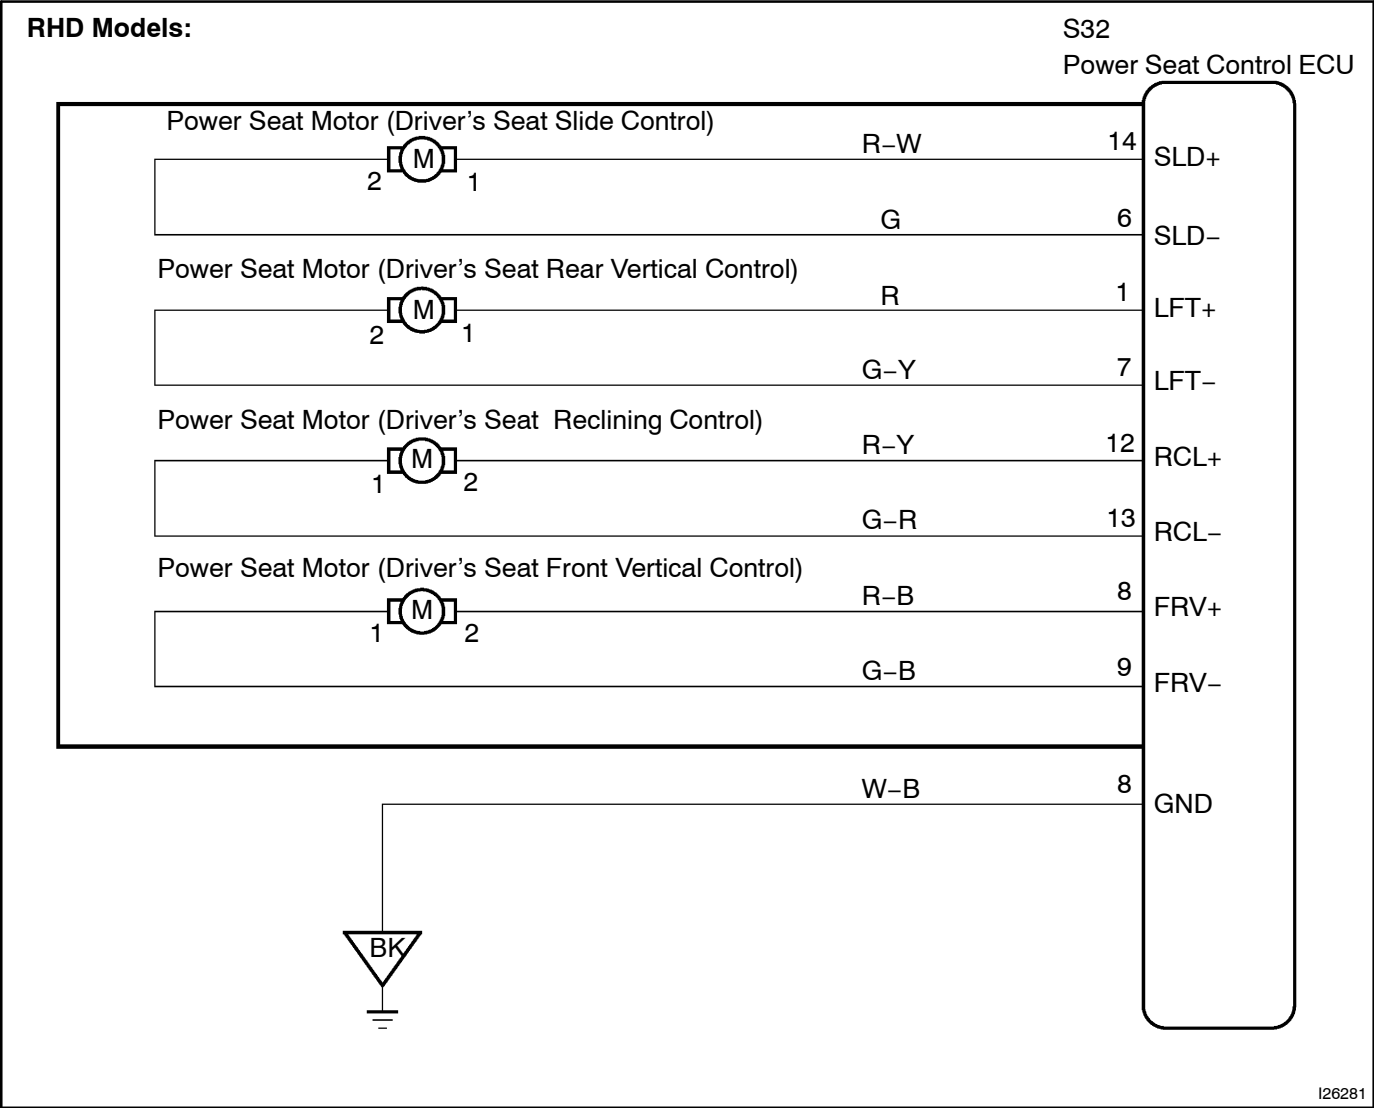 RHD Models:
S32
Power Seat Control ECU
Power Seat Motor (Driver’s Seat Slide Control)
M
2
1
R−W
14
SLD+
G
6
SLD−
Power Seat Motor (Driver’s Seat Rear Vertical Control)
M
2
1
R
1
LFT+
G−Y
7
LFT−
Power Seat Motor (Driver’s Seat  Reclining Control)
M
1
2
R−Y
12
RCL+
G−R
13
RCL−
Power Seat Motor (Driver’s Seat Front Vertical Control)
M
1
2
R−B
8
FRV+
G−B
9
FRV−
W−B
8
GND
BK
I26281